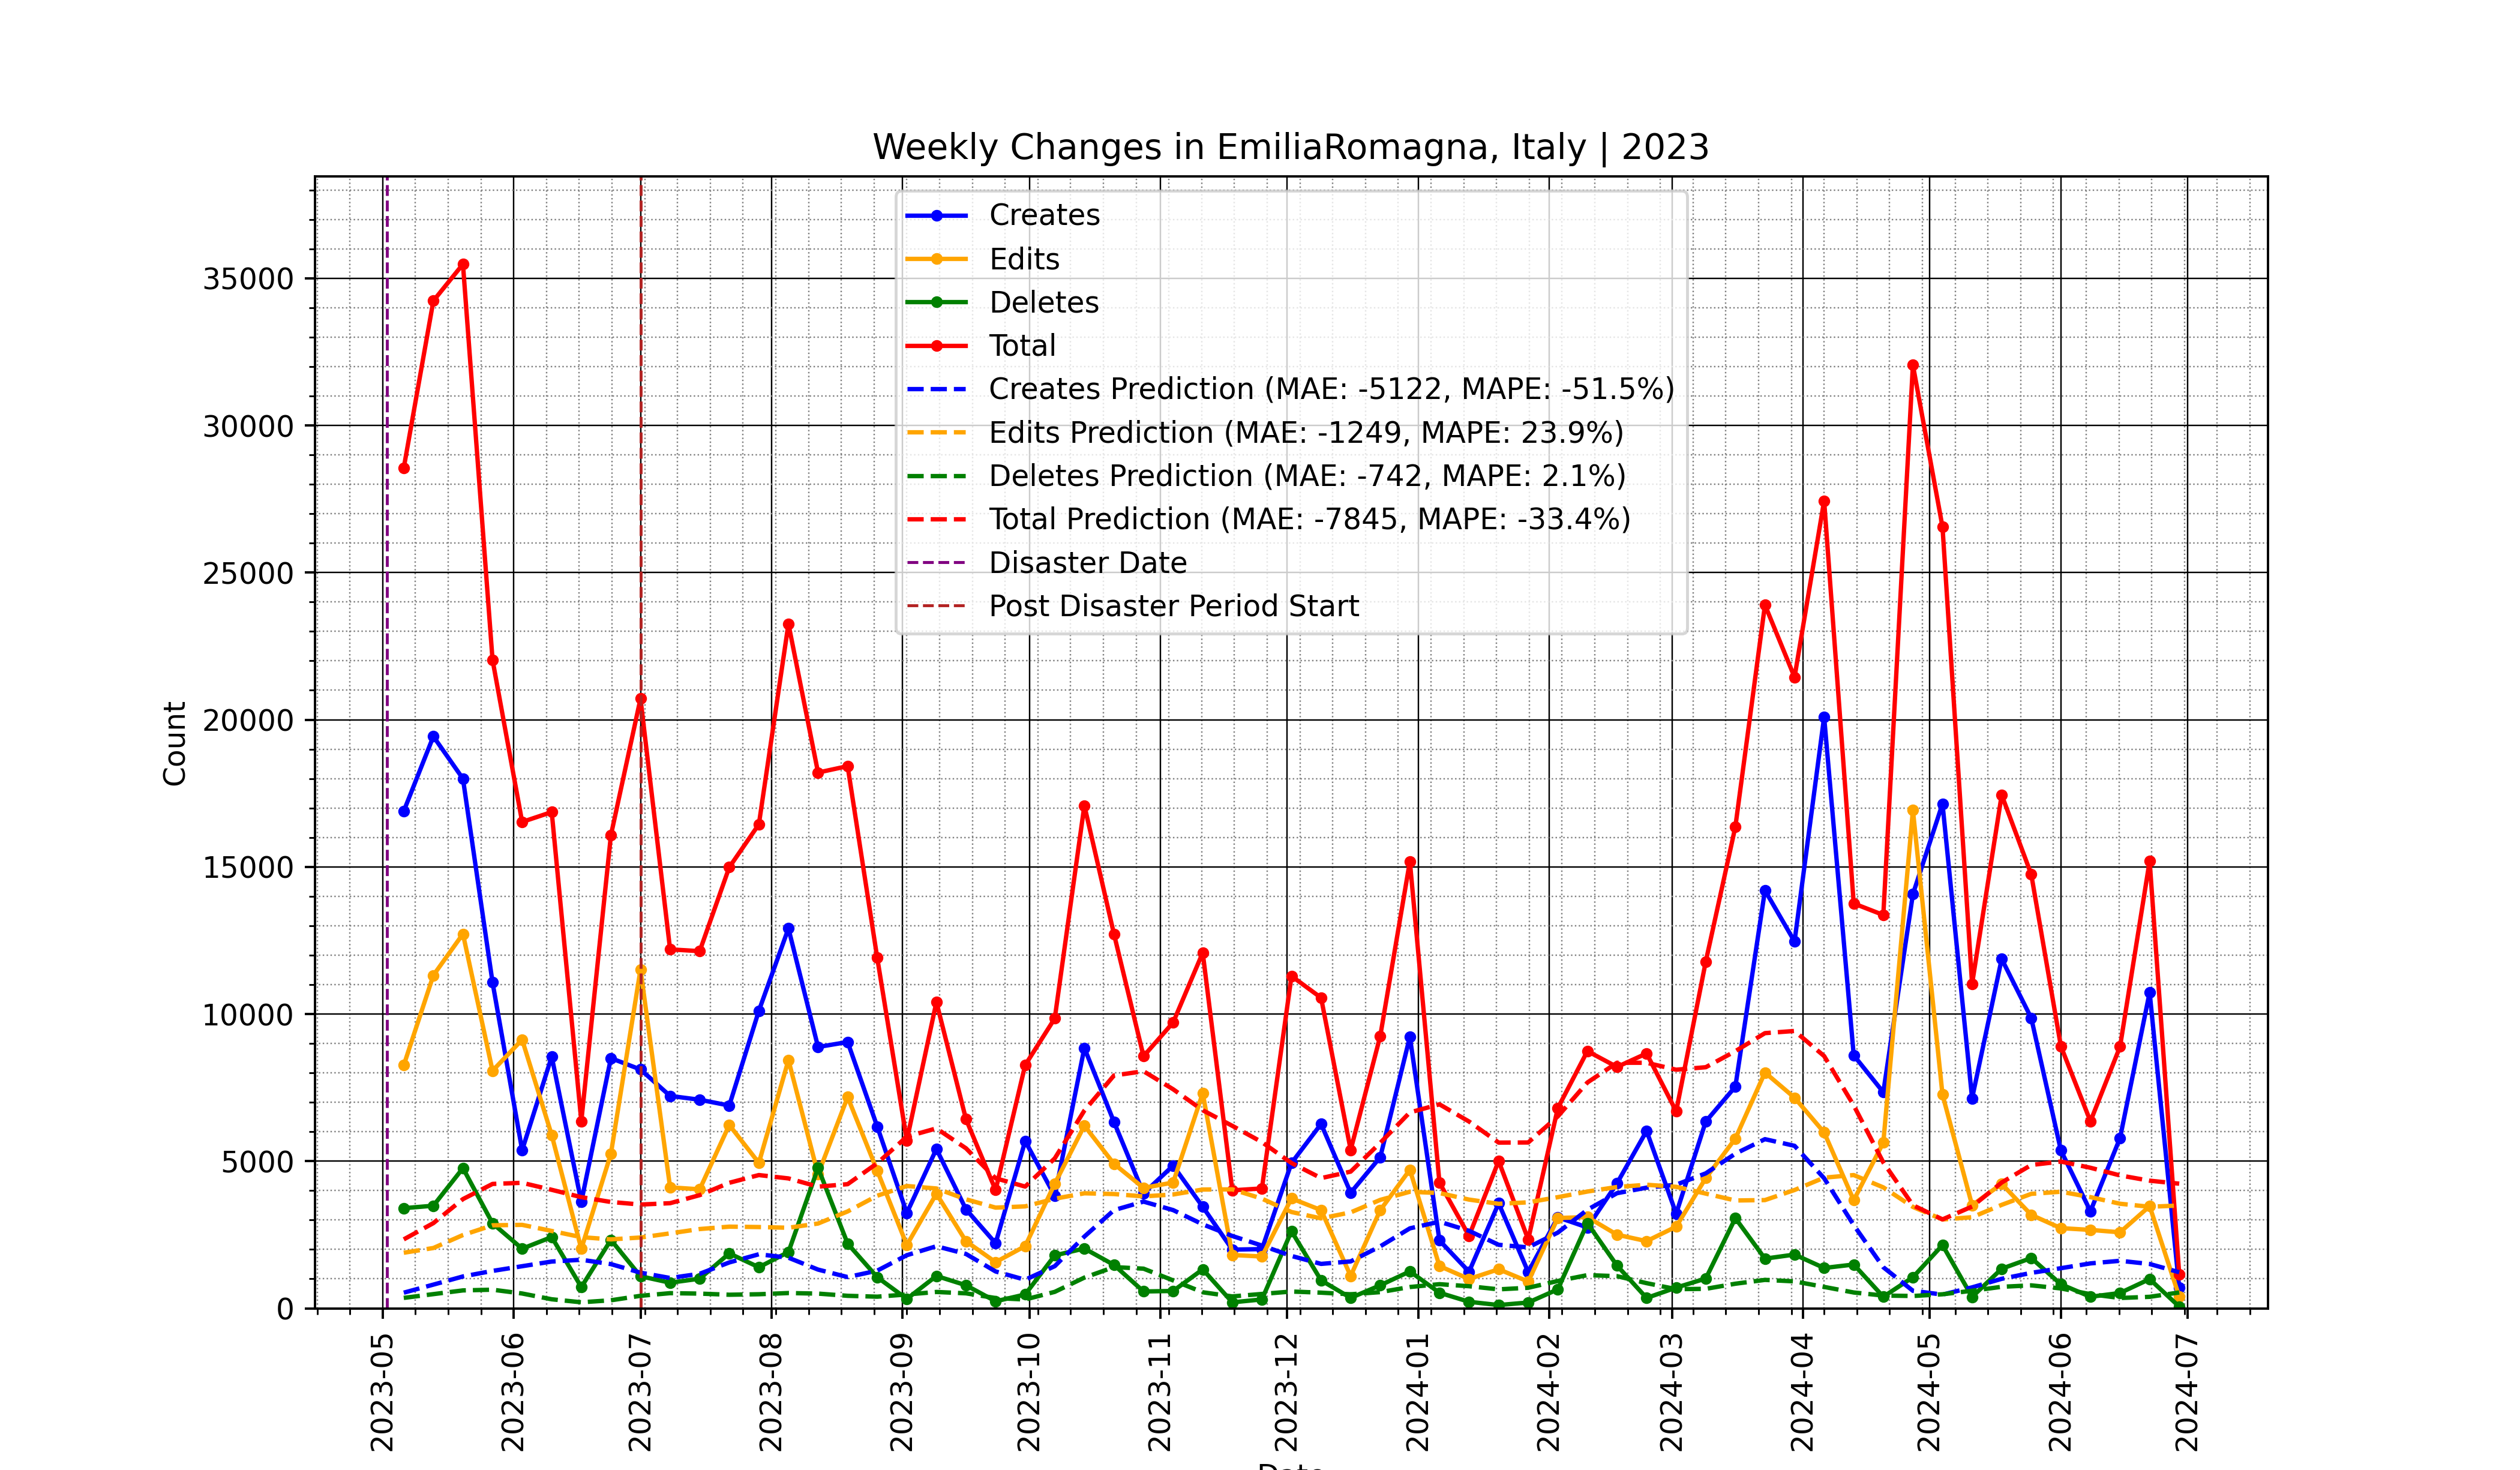 Weekly Changes in EmiliaRomagna, Italy | 2023
Creates
Edits
Deletes
Total
Creates Prediction (MAE: -5122, MAPE: -51.5%)
Edits Prediction (MAE: -1249, MAPE: 23.9%)
Deletes Prediction (MAE: -742, MAPE: 2.1%)
Total Prediction (MAE: -7845, MAPE: -33.4%)
Disaster Date
Post Disaster Period Start
Count
35000
30000
25000
20000
15000
10000
5000
0
2023-05
2023-06
2023-07
2023-08
2023-09
2023-10
2023-11
2023-12
2024-01
2024-02
2024-03
2024-04
2024-05
2024-06
2024-07
Date